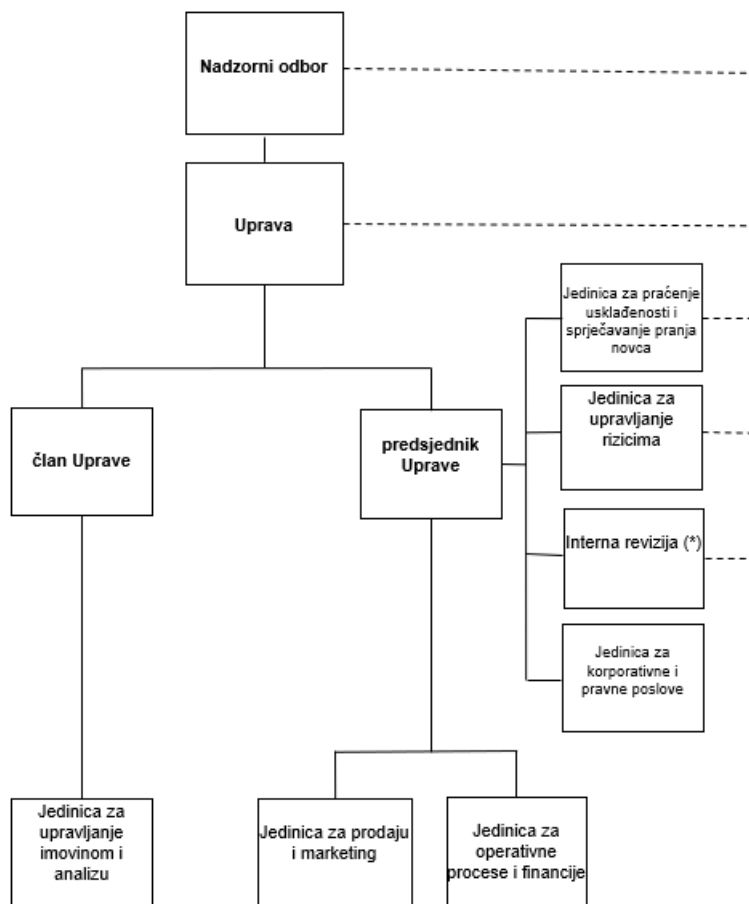 Nadzorni odbor
Uprava
Jedinica za praćenje
usklađenosti i
sprječavanje pranja
novca
Jedinica za
upravljanje
rizicima
član Uprave
predsjednik
Uprave
Interna revizija (*)
Jedinica za
korporativne i
pravne poslove
Jedinica za
upravljanje
imovinom i
analizu
Jedinica za prodaju
i marketing
Jedinica za
operativne
procese i financije